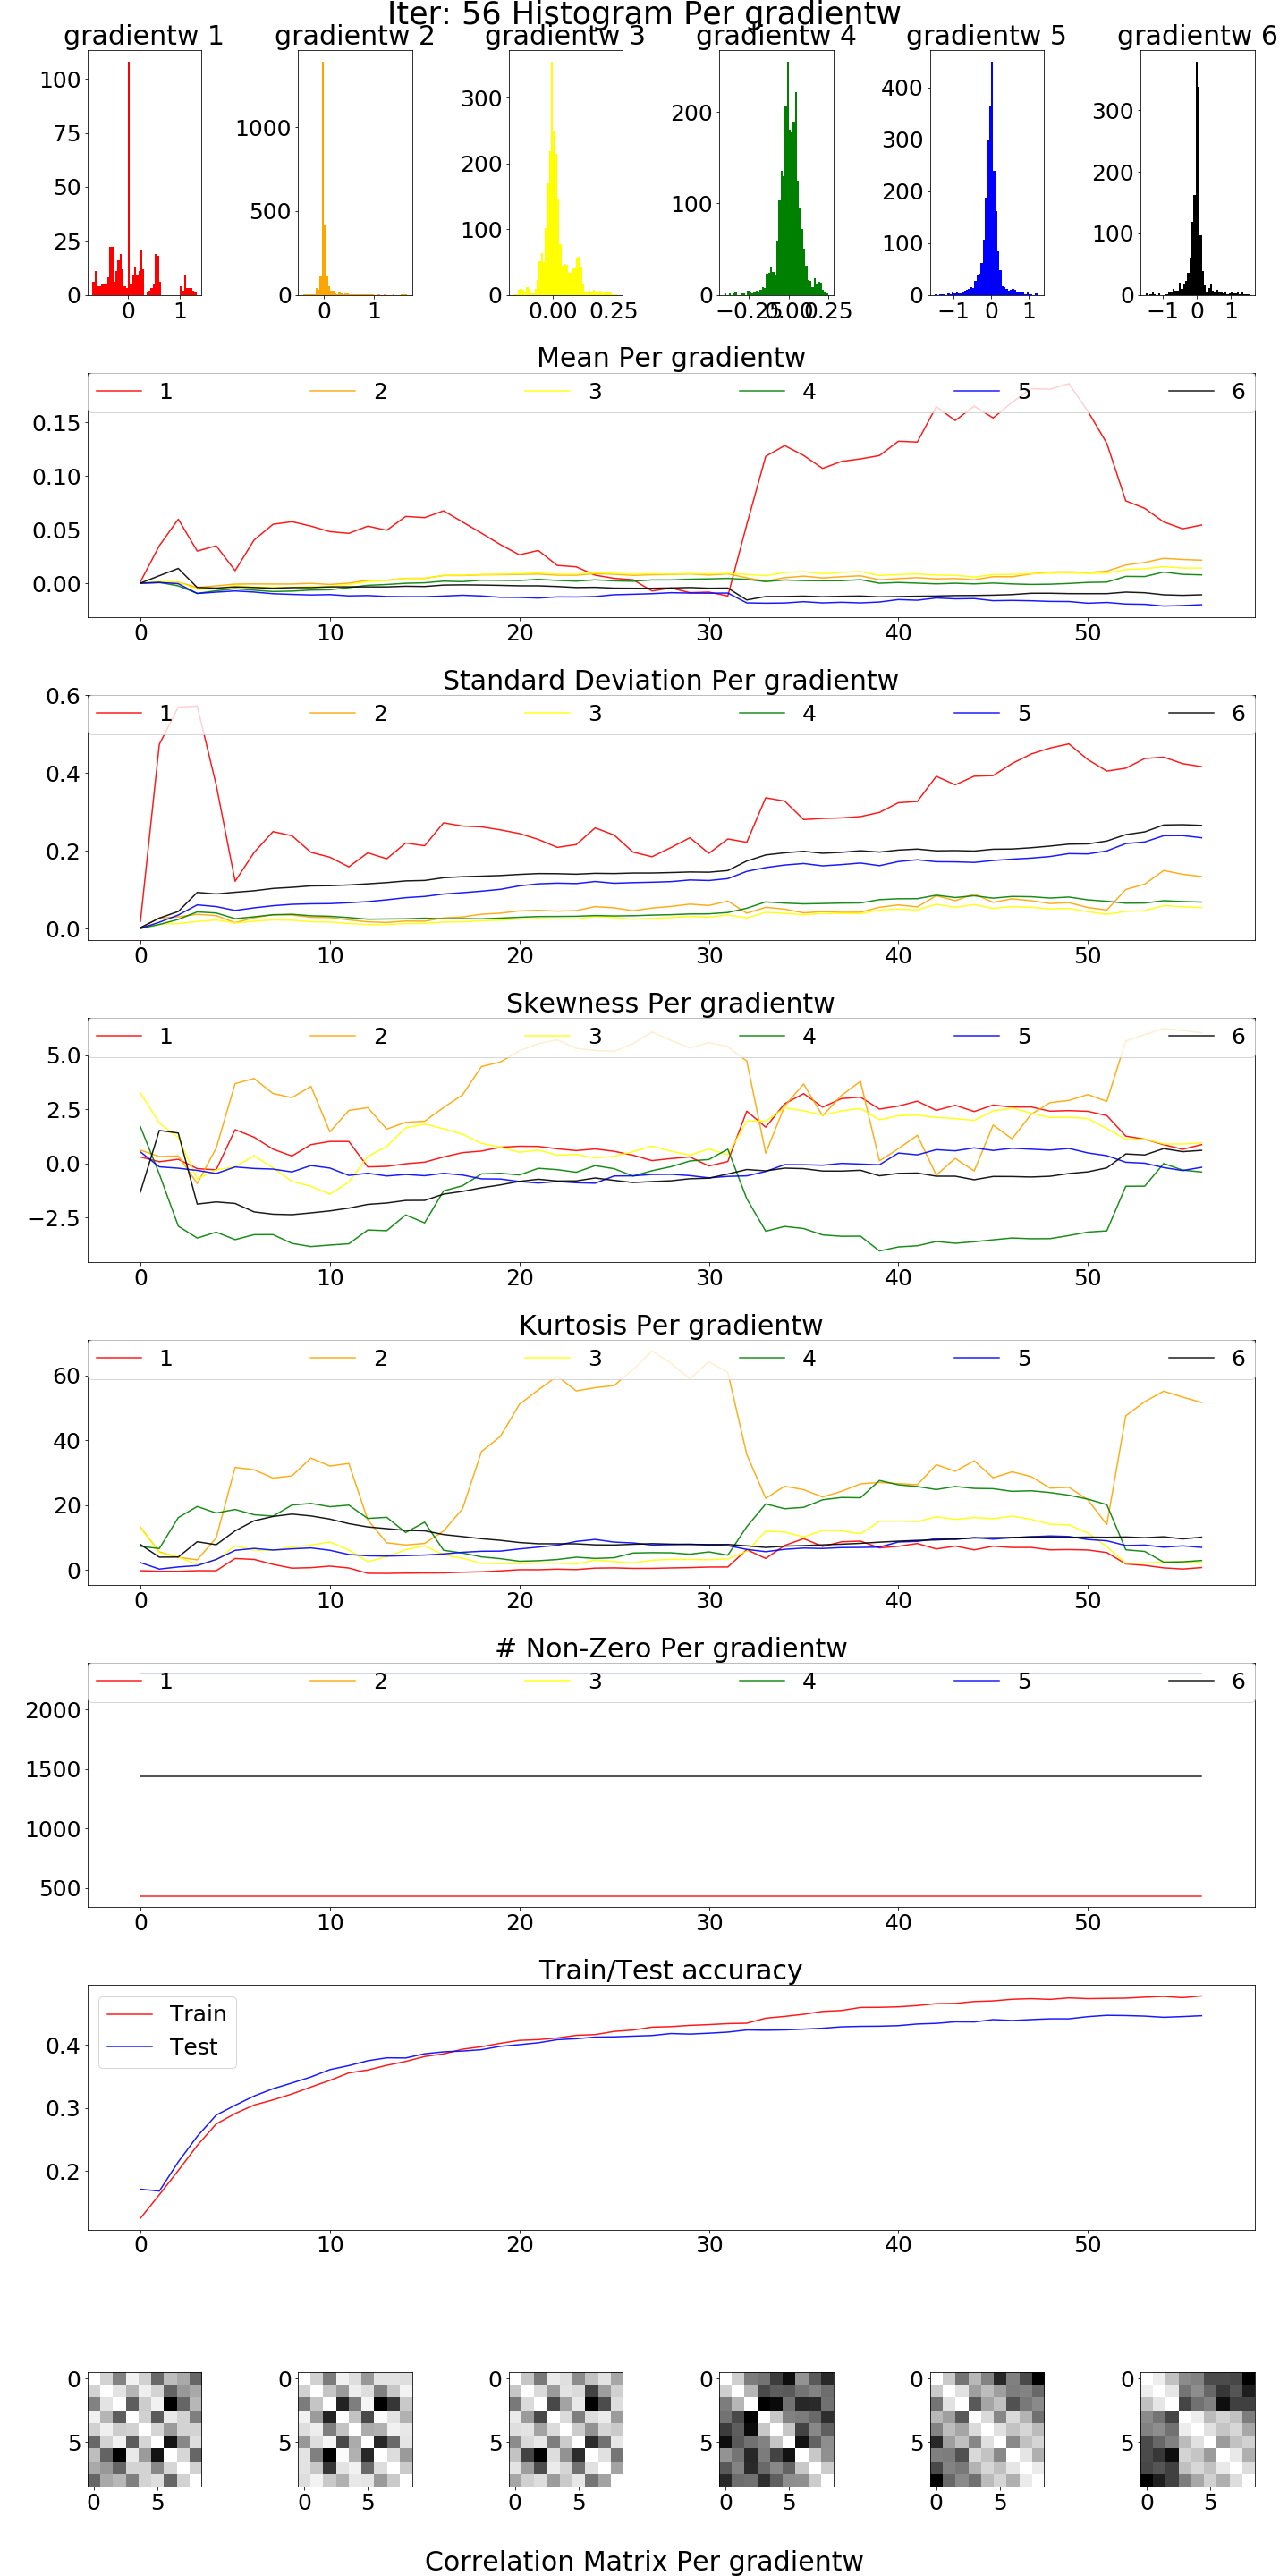 Iter: 56 Histogram Per gradientw
gradientw 1 gradientw 2 gradientw 3 gradientw 4 gradientw 5 gradientw 6
100
75
50
25
0
0 1
1000
500
0
0 1
300
200
100
0
0.00 0.25
200
100
0
−0.25 0.00 0.25
400
300
200
100
0
−1 0 1
300
200
100
0
−1 0 1
Mean Per gradientw
1 2 3 4 5 6
0.15
0.10
0.05
0.00
0 10 20 30 40 50
Standard Deviation Per gradientw
1 2 3 4 5 6
0.6
0.4
0.2
0.0
0 10 20 30 40 50
Skewness Per gradientw
1 2 3 4 5 6
5.0
2.5
0.0
−2.5
0 10 20 30 40 50
Kurtosis Per gradientw
1 2 3 4 5 6
60
40
20
0
0 10 20 30 40 50
# Non-Zero Per gradientw
1 2 3 4 5 6
2000
1500
1000
500
0 10 20 30 40 50
Train/Test accuracy
Train
Test
0.4
0.3
0.2
0 10 20 30 40 50
0 0 0 0 0 0
5 5 5 5 5 5
0 5 0 5 0 5 0 5 0 5 0 5
Correlation Matrix Per gradientw